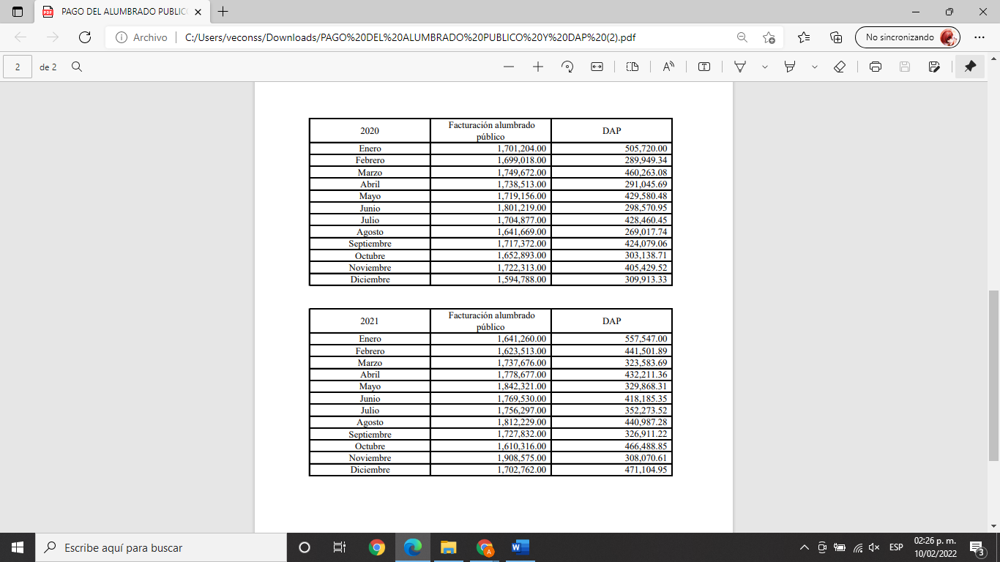 PAGO DEL ALUMBRADO PUBLIC
Archivo C:/Users/veconss/Downloads/PAGO%20DEL%20ALUMBRADO%20PUBLICO%20Y%20DAP%20(2).pdf No sincronizando
2 de 2
2020 Facturación alumbrado público DAP
Enero 1,701,204.00 505,720.00
Febrero 1,699,018.00 289,949.34
Marzo 1,749,672.00 460,263.08
Abril 1,738,513.00 291,045.69
Mayo 1,719,156.00 429,580.48
Junio 1,801,219.00 298,570.95
Julio 1,704,877.00 428,460.45
Agosto 1,641,669.00 269,017.74
Septiembre 1,717,372.00 424,079.06
Octubre 1,652,893.00 303,138.71
Noviembre 1,722,313.00 405,429.52
Diciembre 1,594,788.00 309,913.33
2021 Facturación alumbrado público DAP
Enero 1,641,260.00 557,547.00
Febrero 1,623,513.00 441,501.89
Marzo 1,737,676.00 323,583.69
Abril 1,778,677.00 432,211.36
Mayo 1,842,321.00 329,868.31
Junio 1,769,530.00 418,185.35
Julio 1,756,297.00 352,273.52
Agosto 1,812,229.00 440,987.28
Septiembre 1,727,832.00 326,911.22
Octubre 1,610,316.00 466,488.85
Noviembre 1,908,575.00 308,070.61
Diciembre 1,702,762.00 471,104.95
Escribe aquí para buscar
ESP
02:26 p. m.
10/02/2022
3